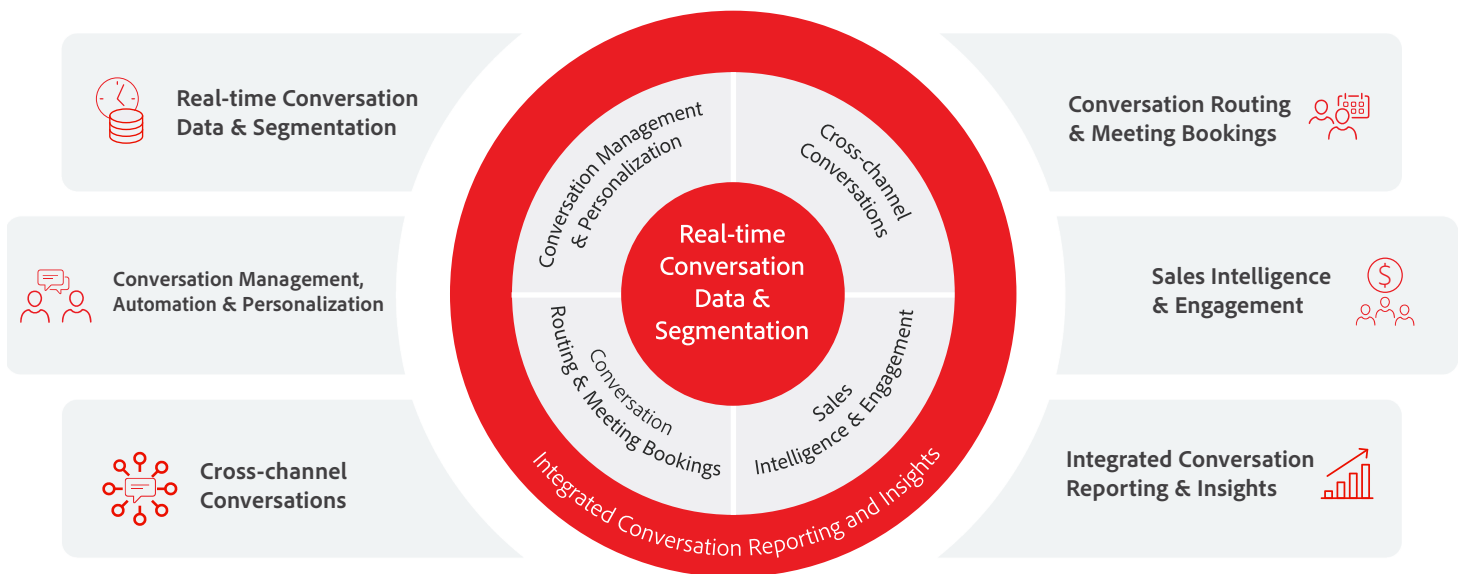 Real-time Conversation
Data & Segmentation
Conversation Management,
Automation & Personalization
Cross-channel
Conversations
Conversation Management
& Personalization
Cross-channel
Conversations
Real-time
Conversation
Data &
Segmentation
Conversation
Routing & Meeting Bookings
Sales
Intelligence & Engagement
Integrated Conversation Reporting and Insights
Conversation Routing
& Meeting Bookings
$
Sales Intelligence
& Engagement
Integrated Conversation
Reporting & Insights